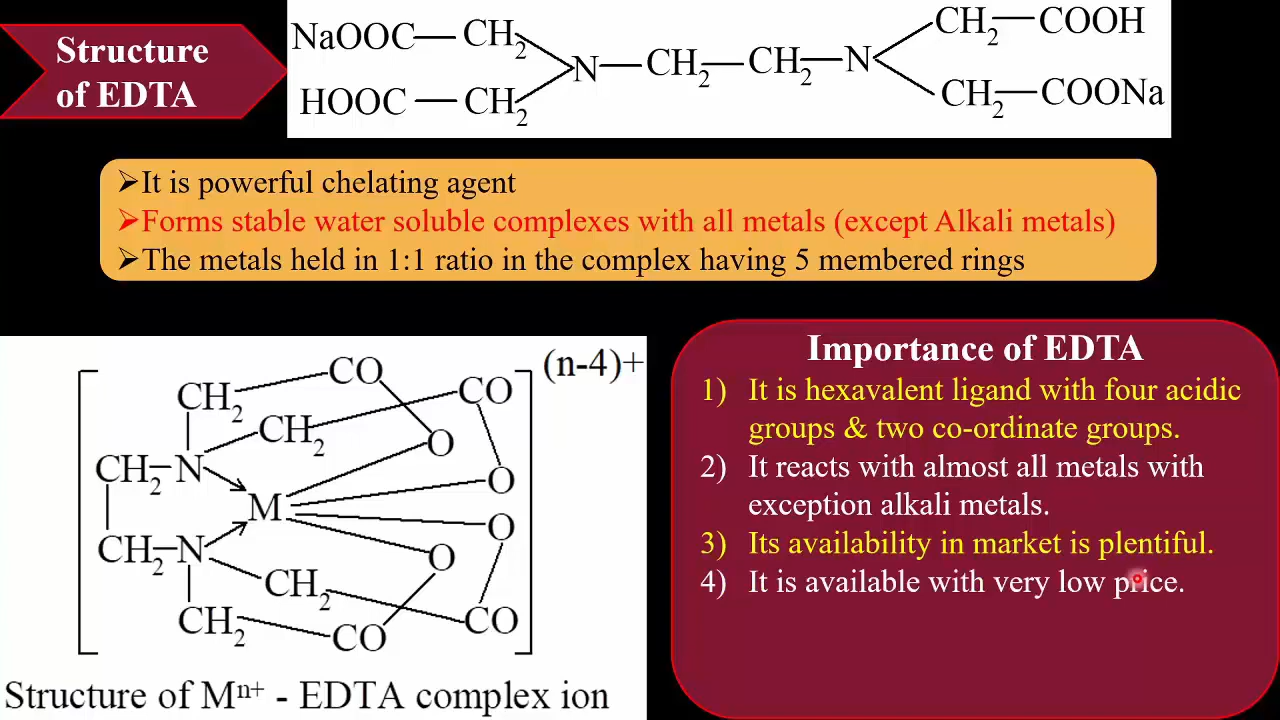 Structure
of EDTA
NaOOC—CH₂
CH₂—COOH
N—CH₂—CH₂—N
HOOC—CH₂
CH₂—COONa
➢It is powerful chelating agent
➢Forms stable water soluble complexes with all metals (except Alkali metals)
➢The metals held in 1:1 ratio in the complex having 5 membered rings
(n-4)+
CO
CH₂
CO
CH₂
O
CH₂–N
O
M
O
CH₂–N
O
CH₂
CH₂
CO
CO
Structure of Mⁿ⁺ - EDTA complex ion
Importance of EDTA
1) It is hexavalent ligand with four acidic
groups & two co-ordinate groups.
2) It reacts with almost all metals with
exception alkali metals.
3) Its availability in market is plentiful.
4) It is available with very low price.